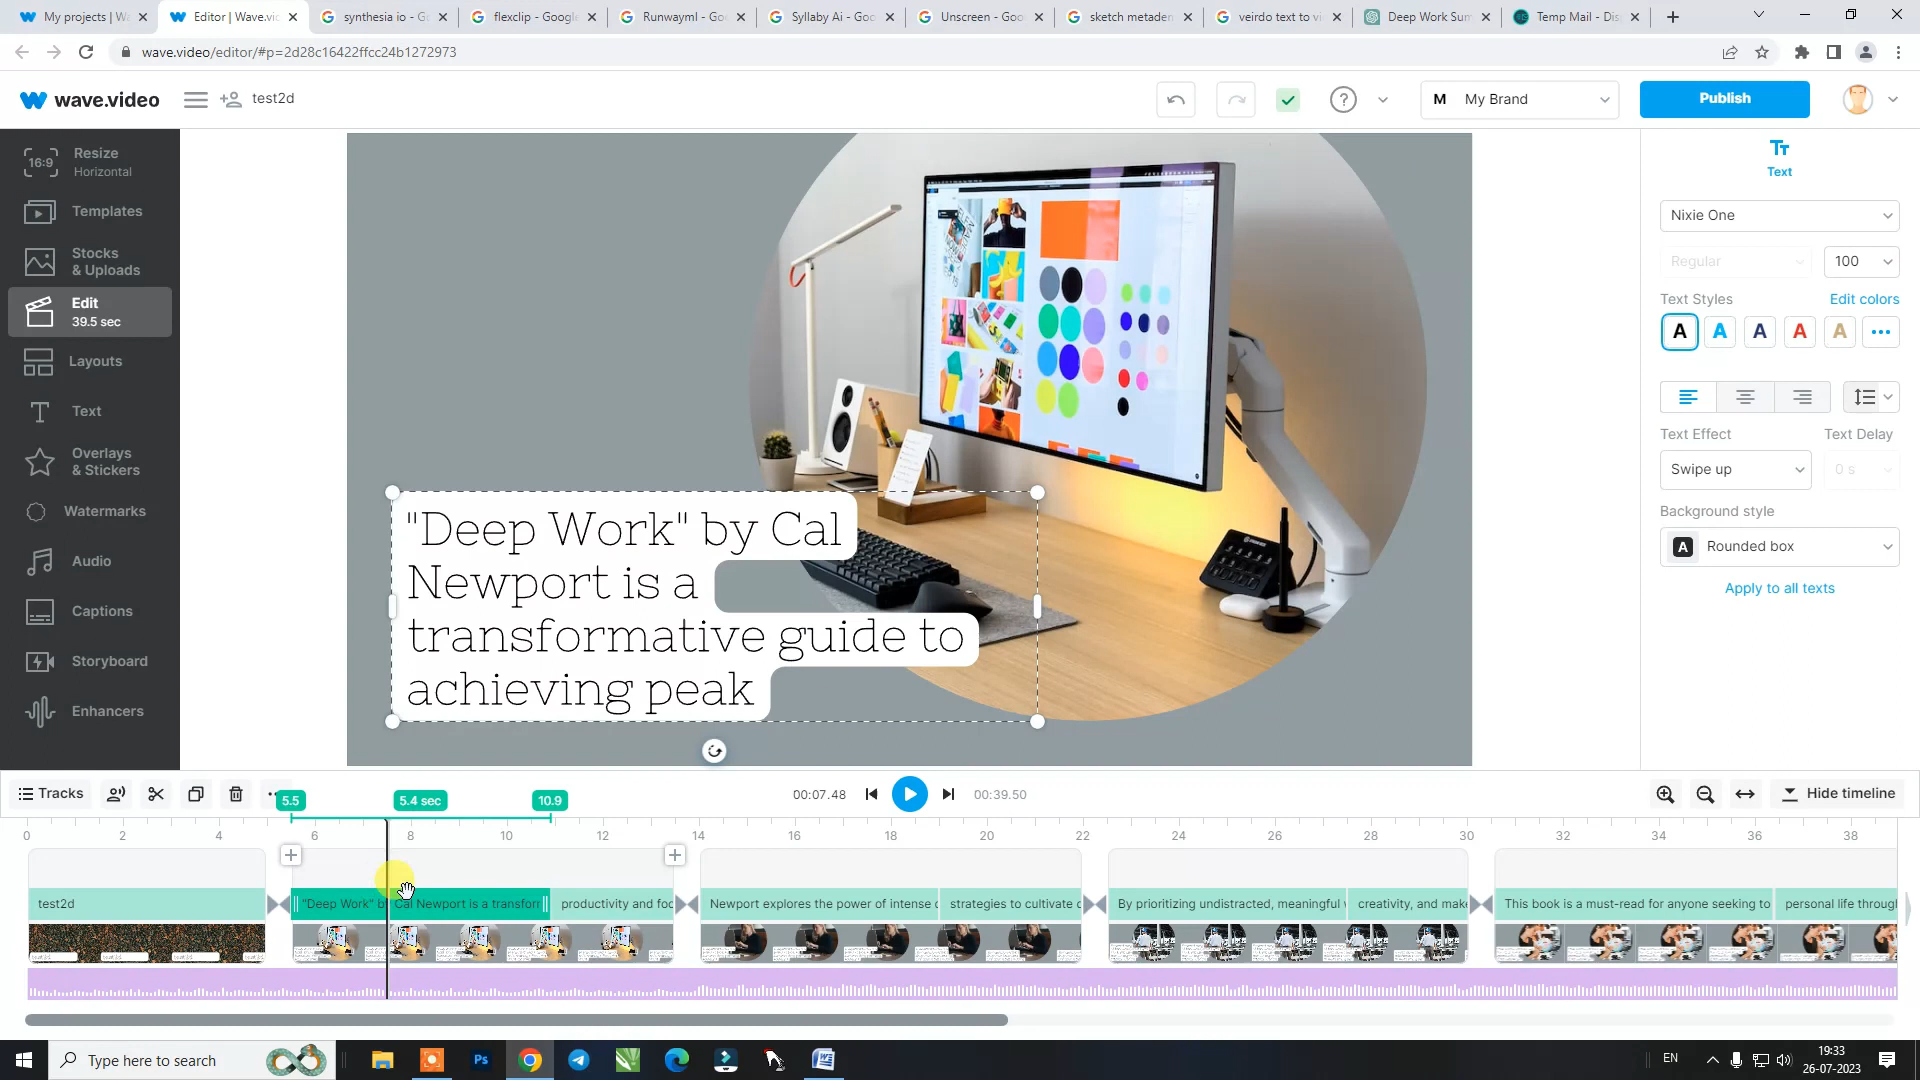 My projects | Wa
Editor | Wave.vi
synthesia io - G
flexclip - Google
Runwayml - Go
Syllaby Ai - Goo
Unscreen - Goo
sketch metaden
veirdo text to vi
Deep Work Sum
Temp Mail - Dis
wave.video/editor/#p=2d28c16422ffcc24b1272973
wave.video
test2d
?
M My Brand
Publish
16:9
Resize
Horizontal
Templates
Stocks
& Uploads
Edit
39.5 sec
Layouts
Text
Overlays
& Stickers
Watermarks
Audio
Captions
Storyboard
Enhancers
"Deep Work" by Cal
Newport is a
transformative guide to
achieving peak
Tt
Text
Nixie One
Regular
100
Text Styles
Edit colors
A A A A A
Text Effect
Text Delay
Swipe up
0 s
Background style
A Rounded box
Apply to all texts
Tracks
5.5
5.4 sec
10.9
00:07.48
00:39.50
Hide timeline
0 2 4 6 8 10 12 14 16 18 20 22 24 26 28 30 32 34 36 38
test2d
"Deep Work" by Cal Newport is a transform
productivity and foc
Newport explores the power of intense c
strategies to cultivate c
By prioritizing undistracted, meaningful
creativity, and make
This book is a must-read for anyone seeking to
personal life through
Type here to search
Ps
EN
19:33
26-07-2023